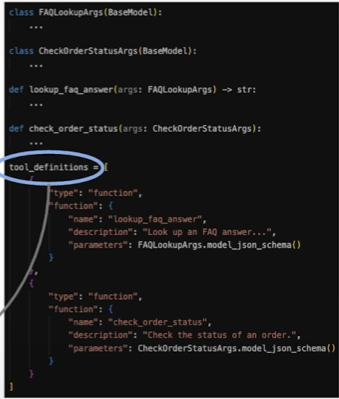 class FAQLookupArgs(BaseModel):
...
class CheckOrderStatusArgs(BaseModel):
...
def lookup_faq_answer(args: FAQLookupArgs) -> str:
...
def check_order_status(args: CheckOrderStatusArgs):
...
tool_definitions = [
{
"type": "function",
"function": {
"name": "lookup_faq_answer",
"description": "Look up an FAQ answer...",
"parameters": FAQLookupArgs.model_json_schema()
}
},
{
"type": "function",
"function": {
"name": "check_order_status",
"description": "Check the status of an order.",
"parameters": CheckOrderStatusArgs.model_json_schema()
}
}
]